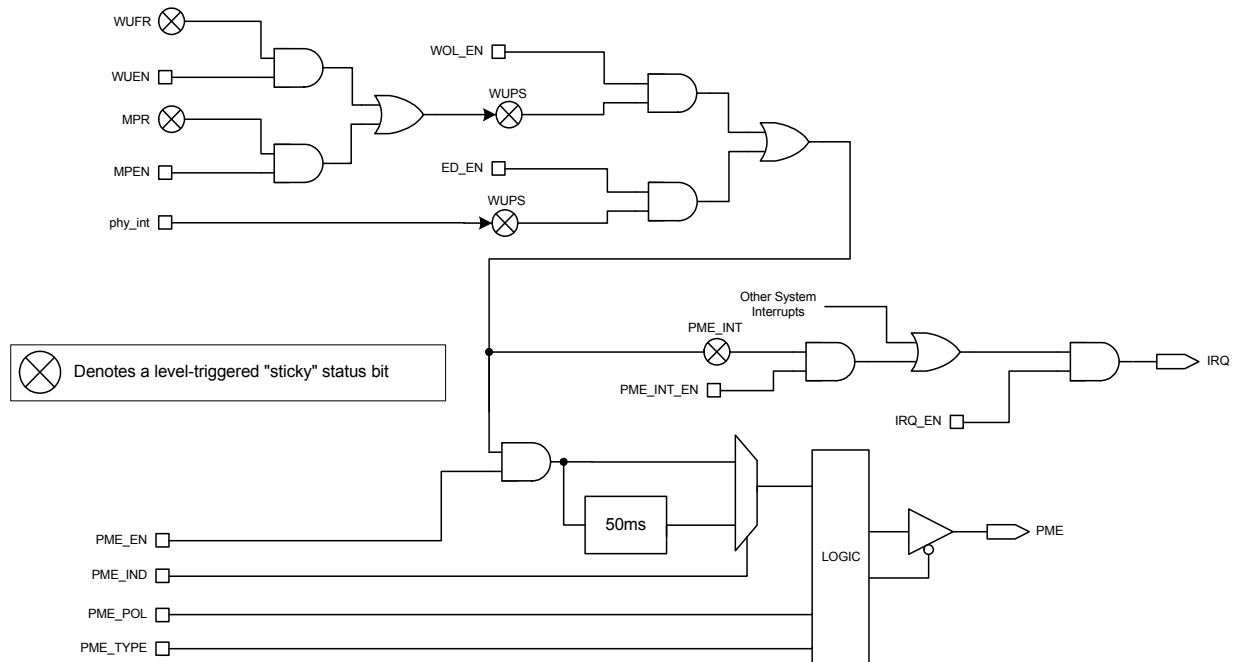 WUFR
WUEN
MPR
MPEN
phy_int
WOL_EN
WUPS
ED_EN
WUPS
Other System
Interrupts
PME_INT
PME_INT_EN
IRQ_EN
IRQ
Denotes a level-triggered "sticky" status bit
50ms
LOGIC
PME
PME_EN
PME_IND
PME_POL
PME_TYPE